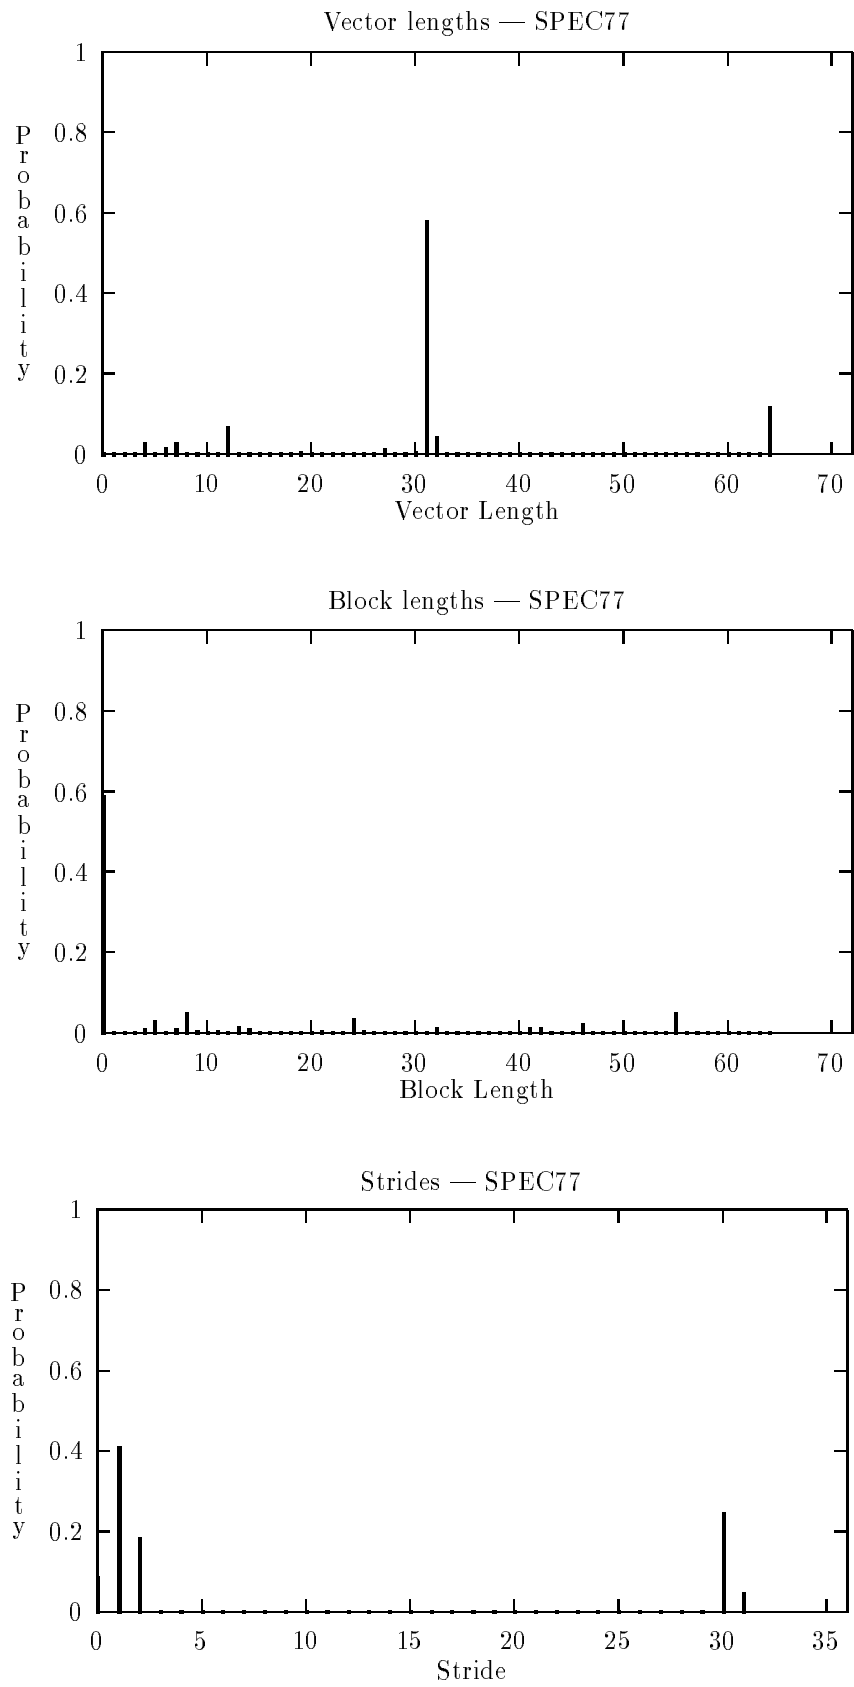 Vector lengths — SPEC77
1
0.8
0.6
0.4
0.2
0
Probability
0 10 20 30 40 50 60 70
Vector Length
Block lengths — SPEC77
1
0.8
0.6
0.4
0.2
0
Probability
0 10 20 30 40 50 60 70
Block Length
Strides — SPEC77
1
0.8
0.6
0.4
0.2
0
Probability
0 5 10 15 20 25 30 35
Stride